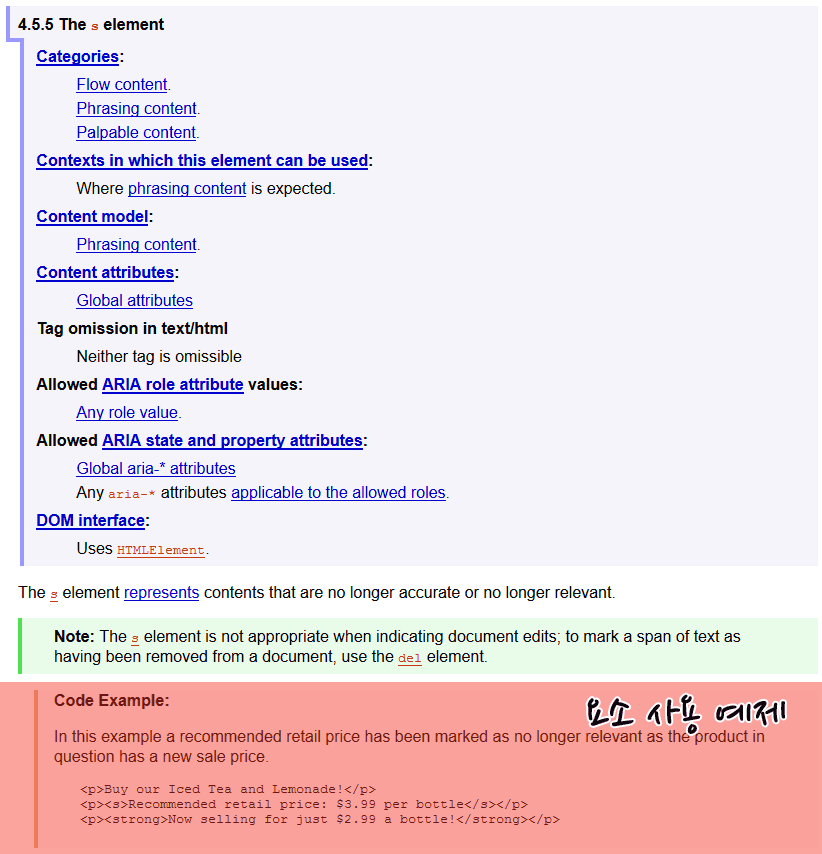 4.5.5 The s element
Categories:
Flow content.
Phrasing content.
Palpable content.
Contexts in which this element can be used:
Where phrasing content is expected.
Content model:
Phrasing content.
Content attributes:
Global attributes
Tag omission in text/html
Neither tag is omissible
Allowed ARIA role attribute values:
Any role value.
Allowed ARIA state and property attributes:
Global aria-* attributes
Any aria-* attributes applicable to the allowed roles.
DOM interface:
Uses HTMLElement.
The s element represents contents that are no longer accurate or no longer relevant.
Note: The s element is not appropriate when indicating document edits; to mark a span of text as
having been removed from a document, use the del element.
Code Example:
요소 사용 예제
In this example a recommended retail price has been marked as no longer relevant as the product in
question has a new sale price.
<p>Buy our Iced Tea and Lemonade!</p>
<p><s>Recommended retail price: $3.99 per bottle</s></p>
<p><strong>Now selling for just $2.99 a bottle!</strong></p>